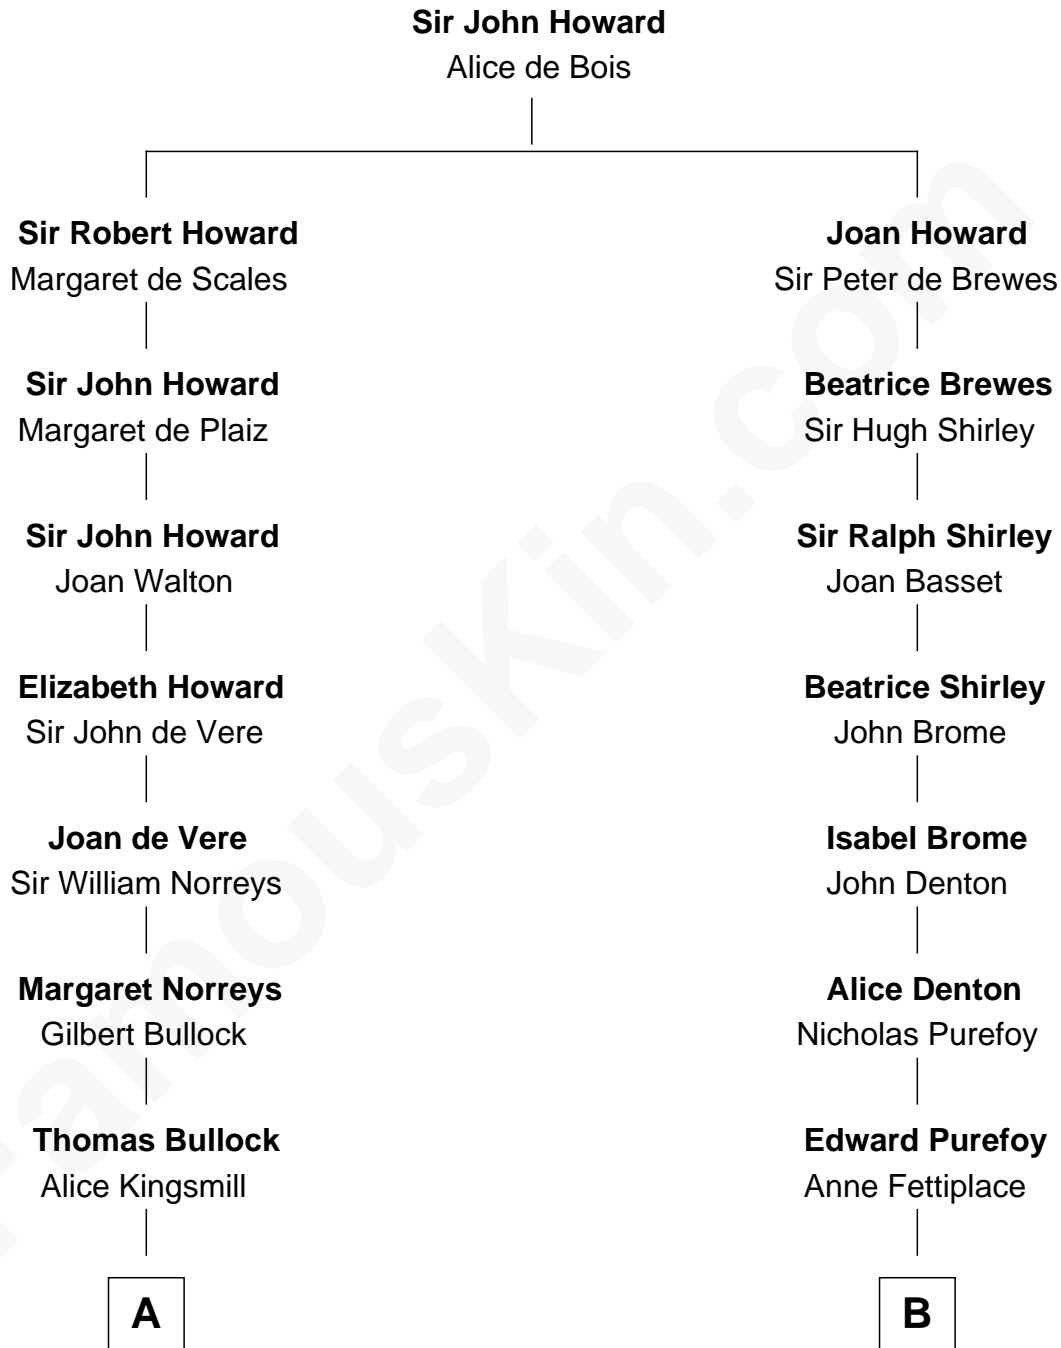 Sir John Howard
Alice de Bois
Sir Robert Howard
Margaret de Scales
Joan Howard
Sir Peter de Brewes
Sir John Howard
Margaret de Plaiz
Beatrice Brewes
Sir Hugh Shirley
Sir John Howard
Joan Walton
Sir Ralph Shirley
Joan Basset
Elizabeth Howard
Sir John de Vere
Beatrice Shirley
John Brome
Joan de Vere
Sir William Norreys
Isabel Brome
John Denton
Margaret Norreys
Gilbert Bullock
Alice Denton
Nicholas Purefoy
Thomas Bullock
Alice Kingsmill
Edward Purefoy
Anne Fettiplace
A
B
FamousKin.com